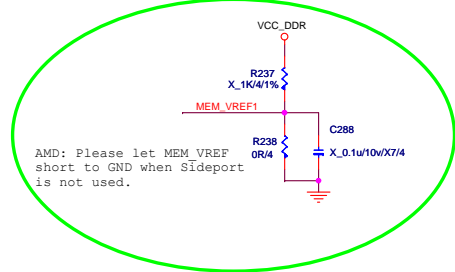 VCC_DDR
R237
X_1K/4/1%
MEM_VREF1
C288
R238
0R/4
X_0.1u/10v/X7/4
AMD: Please let MEM_VREF
short to GND when Sideport
is not used.